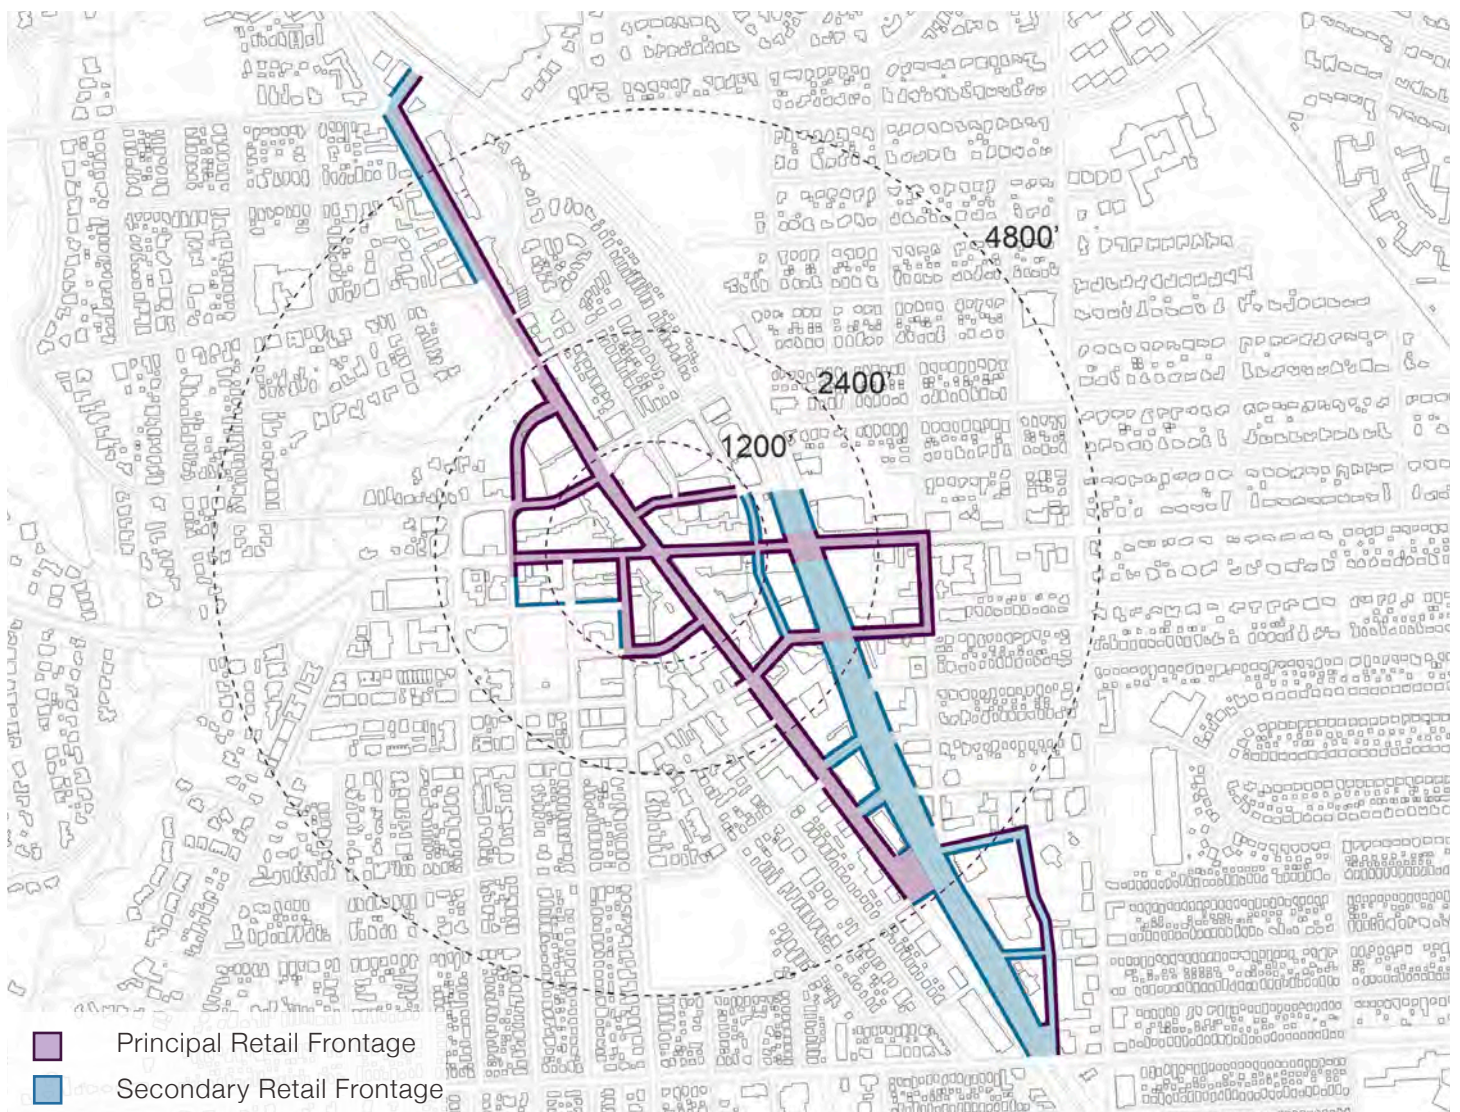 4800'
2400'
1200'
Principal Retail Frontage
Secondary Retail Frontage